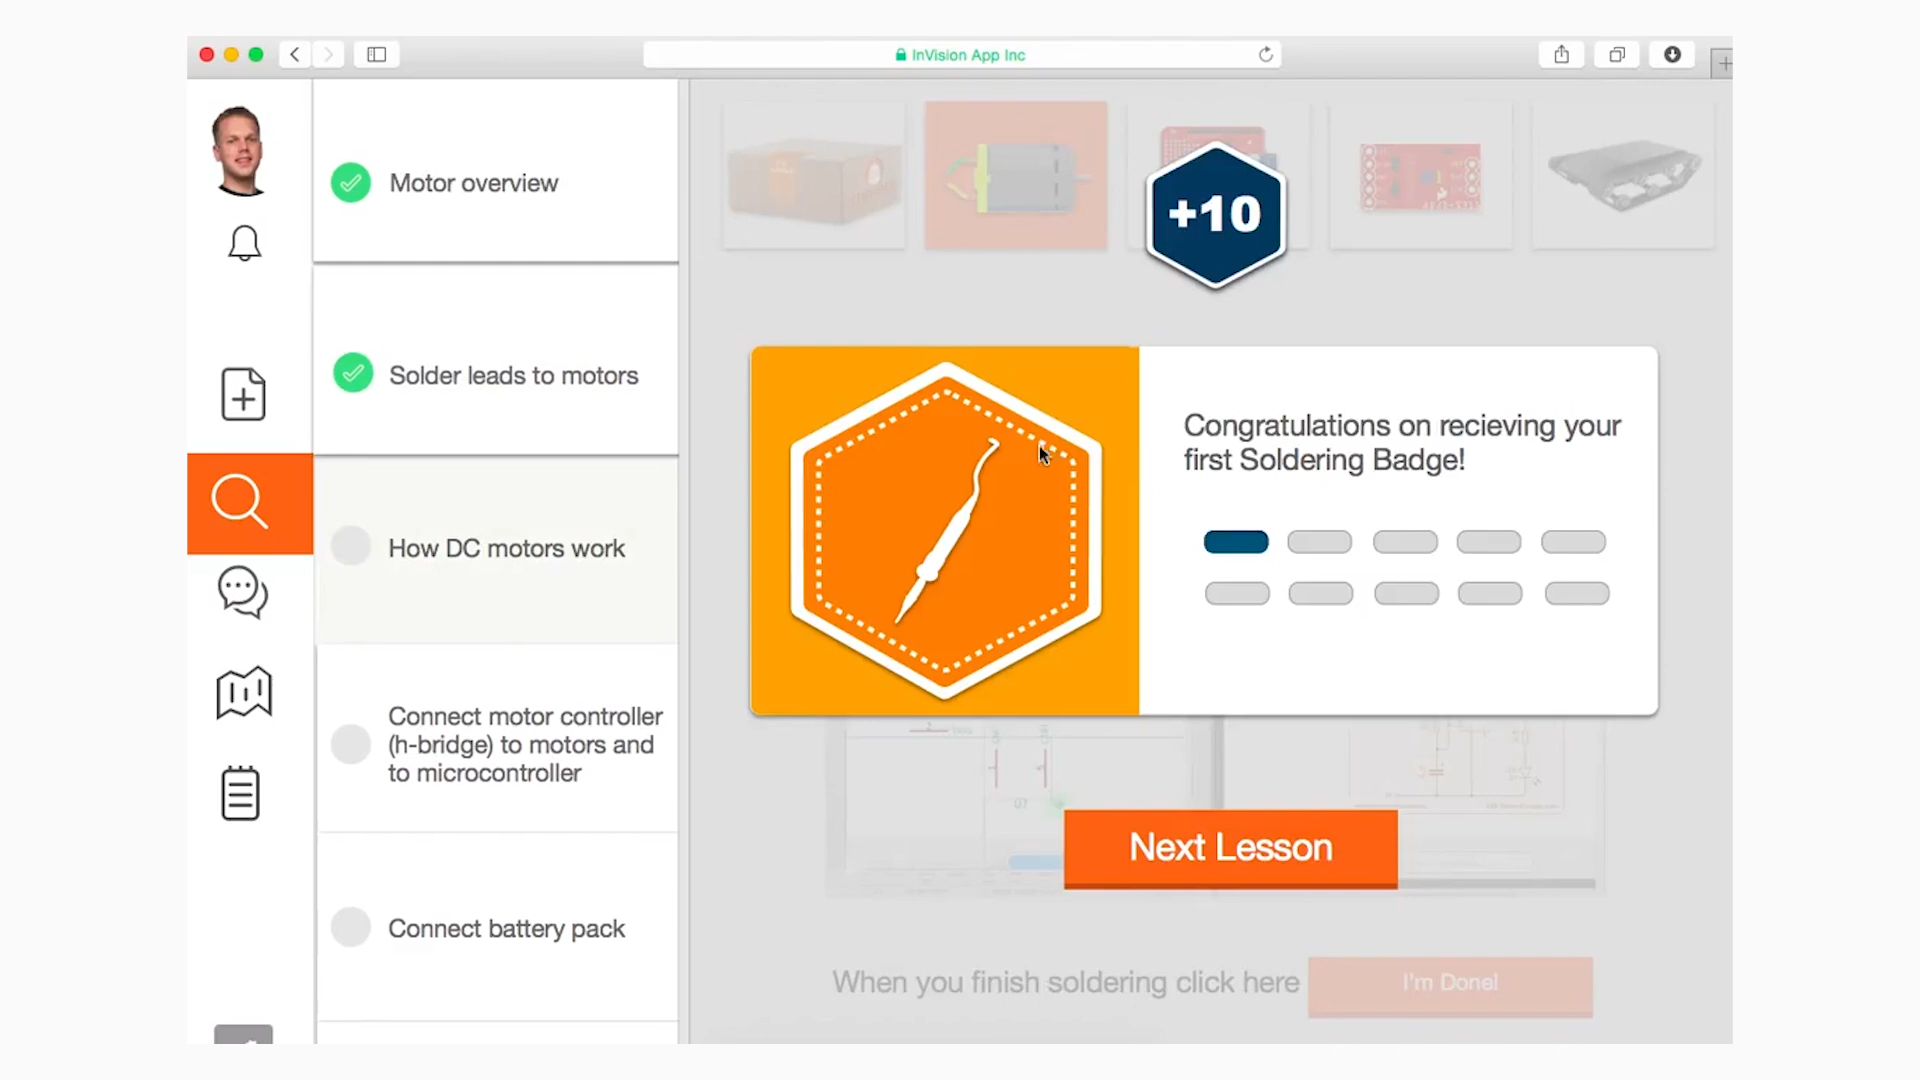 InVision App Inc
Motor overview
Solder leads to motors
How DC motors work
Connect motor controller
(h-bridge) to motors and
to microcontroller
Connect battery pack
+10
Congratulations on recieving your
first Soldering Badge!
Next Lesson
When you finish soldering click here
I'm Done!